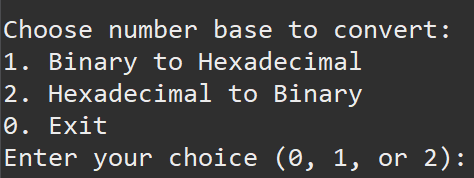 Choose number base to convert:
1. Binary to Hexadecimal
2. Hexadecimal to Binary
0. Exit
Enter your choice (0, 1, or 2):